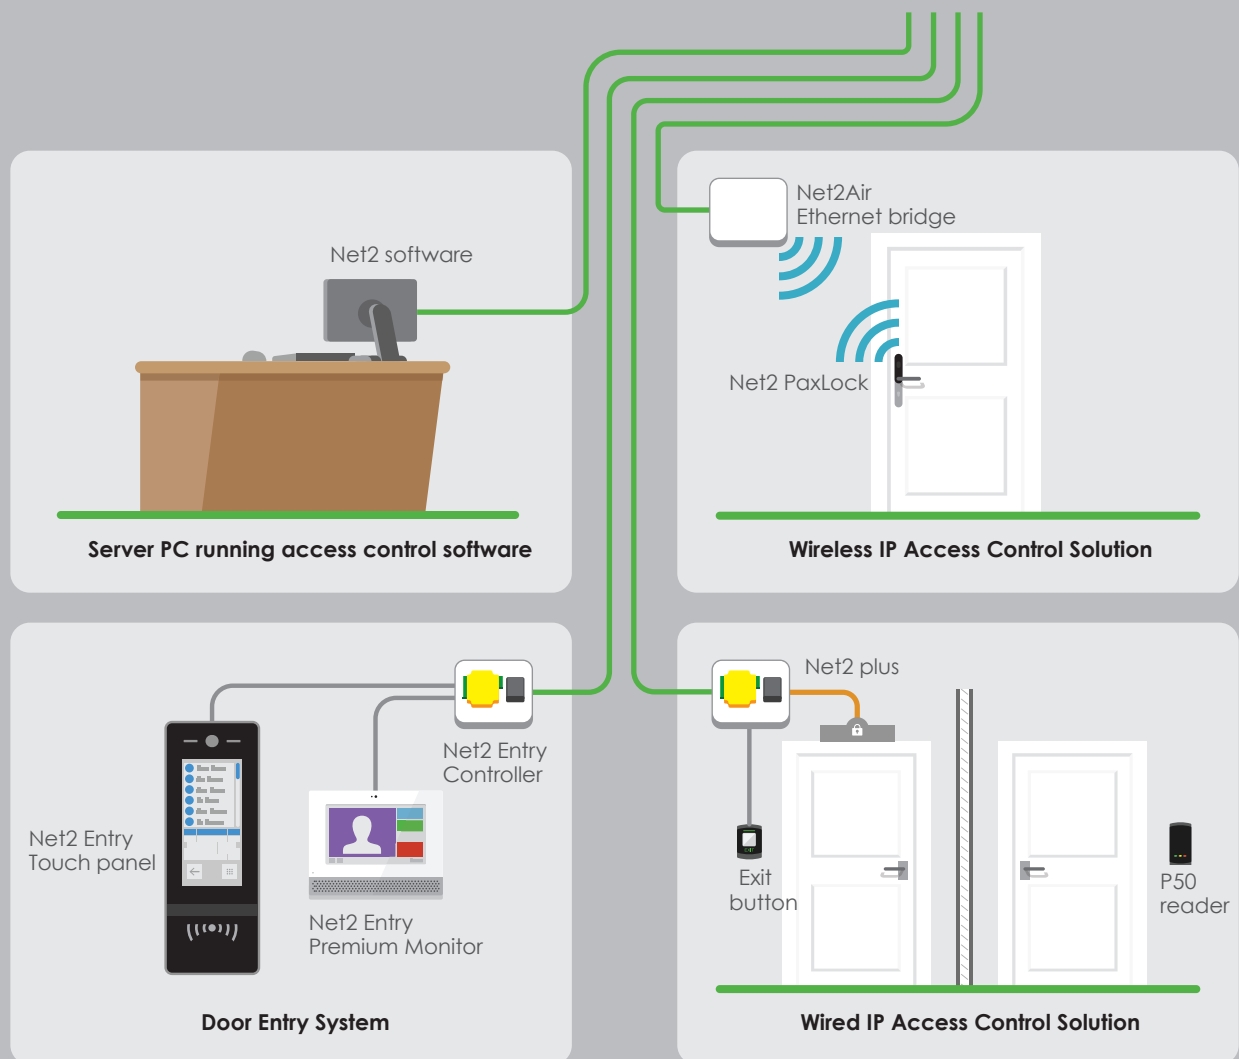 Net2 software
Server PC running access control software
Net2Air
Ethernet bridge
Net2 PaxLock
Wireless IP Access Control Solution
Net2 Entry
Controller
Net2 Entry
Touch panel
Net2 Entry
Premium Monitor
Door Entry System
Net2 plus
EXIT
Exit
button
P50
reader
Wired IP Access Control Solution